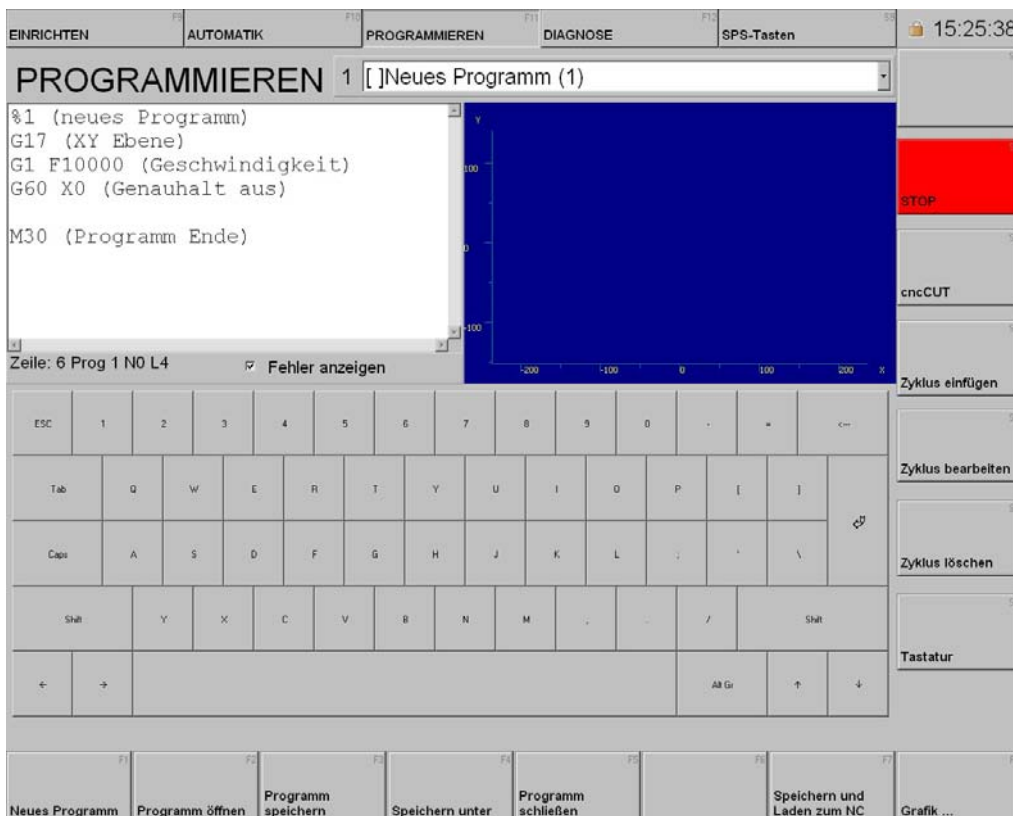 F9 F10 F11 F12 S8
EINRICHTEN AUTOMATIK PROGRAMMIEREN DIAGNOSE SPS-Tasten 15:25:38
PROGRAMMIEREN 1 [ ]Neues Programm (1)
%1 (neues Programm)
G17 (XY Ebene)
G1 F10000 (Geschwindigkeit)
G60 X0 (Genauhalt aus)
M30 (Programm Ende)
Zeile: 6 Prog 1 N0 L4 Fehler anzeigen
Y
100
0
-100
-200 -100 0 100 200 X
STOP
cncCUT
Zyklus einfügen
Zyklus bearbeiten
Zyklus löschen
Tastatur
ESC 1 2 3 4 5 6 7 8 9 0 - = <---
Tab Q W E R T Y U I O P [ ]
Caps A S D F G H J K L ; ' \
Shift Y X C V B N M , . / Shift
← → Alt Gr ↑ ↓
F1 F2 F3 F4 F5 F6 F7
Neues Programm Programm öffnen Programm speichern Speichern unter Programm schließen Speichern und Laden zum NC Grafik ...